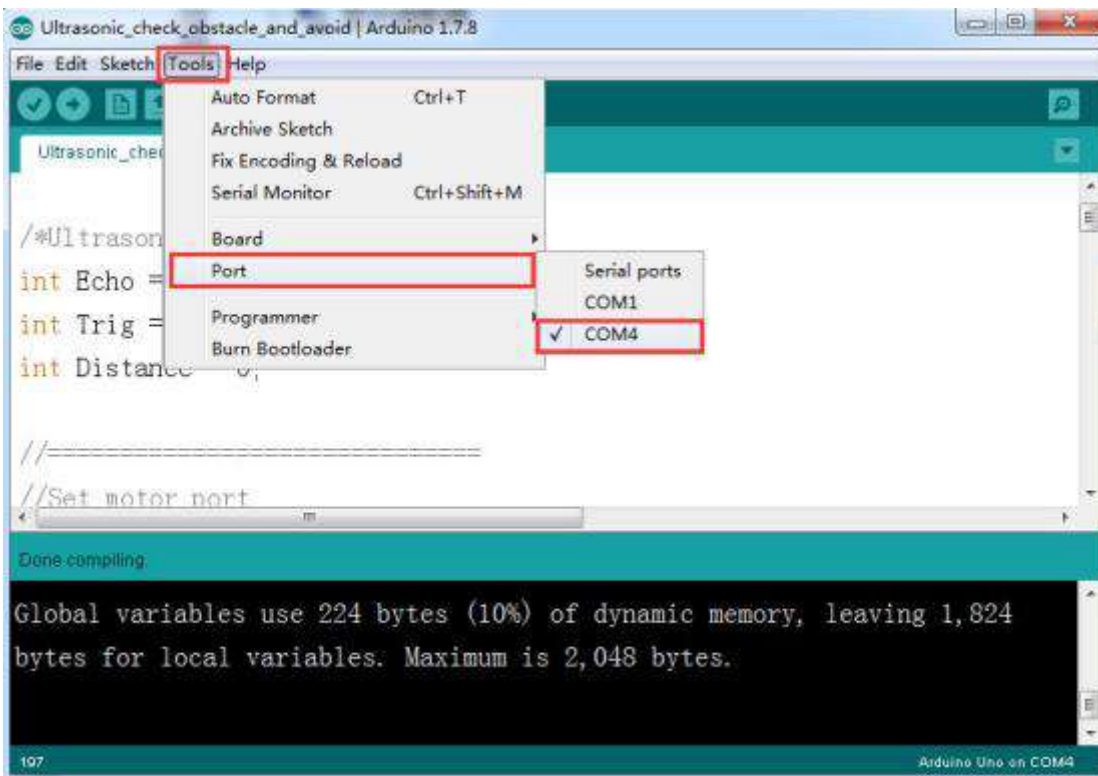 Ultrasonic_check_obstacle_and_avoid | Arduino 1.7.8
File Edit Sketch Tools Help
Auto Format Ctrl+T
Archive Sketch
Ultrasonic_che
Fix Encoding & Reload
Serial Monitor Ctrl+Shift+M
/*Ultrason
Board
int Echo =
Port
Serial ports
COM1
int Trig =
Programmer
✓ COM4
Burn Bootloader
int Distance
//==============================
//Set motor port
Done compiling.
Global variables use 224 bytes (10%) of dynamic memory, leaving 1,824
bytes for local variables. Maximum is 2,048 bytes.
197
Arduino Uno on COM4